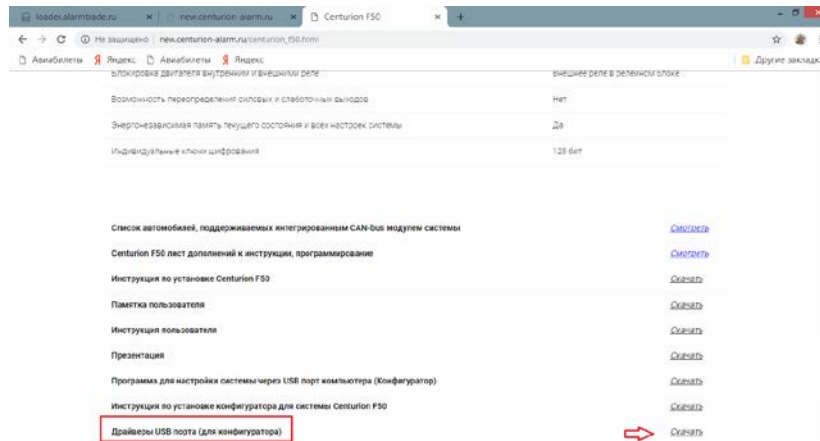 loader.alarmtrade.ru
new.centurion-alarm.ru
Centurion F50
Не защищено | new.centurion-alarm.ru/centurion_f50.html
Авиабилеты Яндекс Авиабилеты Яндекс Другие закладк
Блокировка двигателя внутренним и внешними реле Внешнее реле в релейном блоке
Возможность переопределения силовых и слаботочных выходов Нет
Энергонезависимая память текущего состояния и всех настроек системы Да
Индивидуальные ключи шифрования 128 бит
Список автомобилей, поддерживаемых интегрированным CAN-bus модулем системы Смотреть
Centurion F50 лист дополнений к инструкции, программирование Смотреть
Инструкция по установке Centurion F50 Скачать
Памятка пользователя Скачать
Инструкция пользователя Скачать
Презентация Скачать
Программа для настройки системы через USB порт компьютера (Конфигуратор) Скачать
Инструкция по установке конфигуратора для системы Centurion F50 Скачать
Драйверы USB порта (для конфигуратора) Скачать